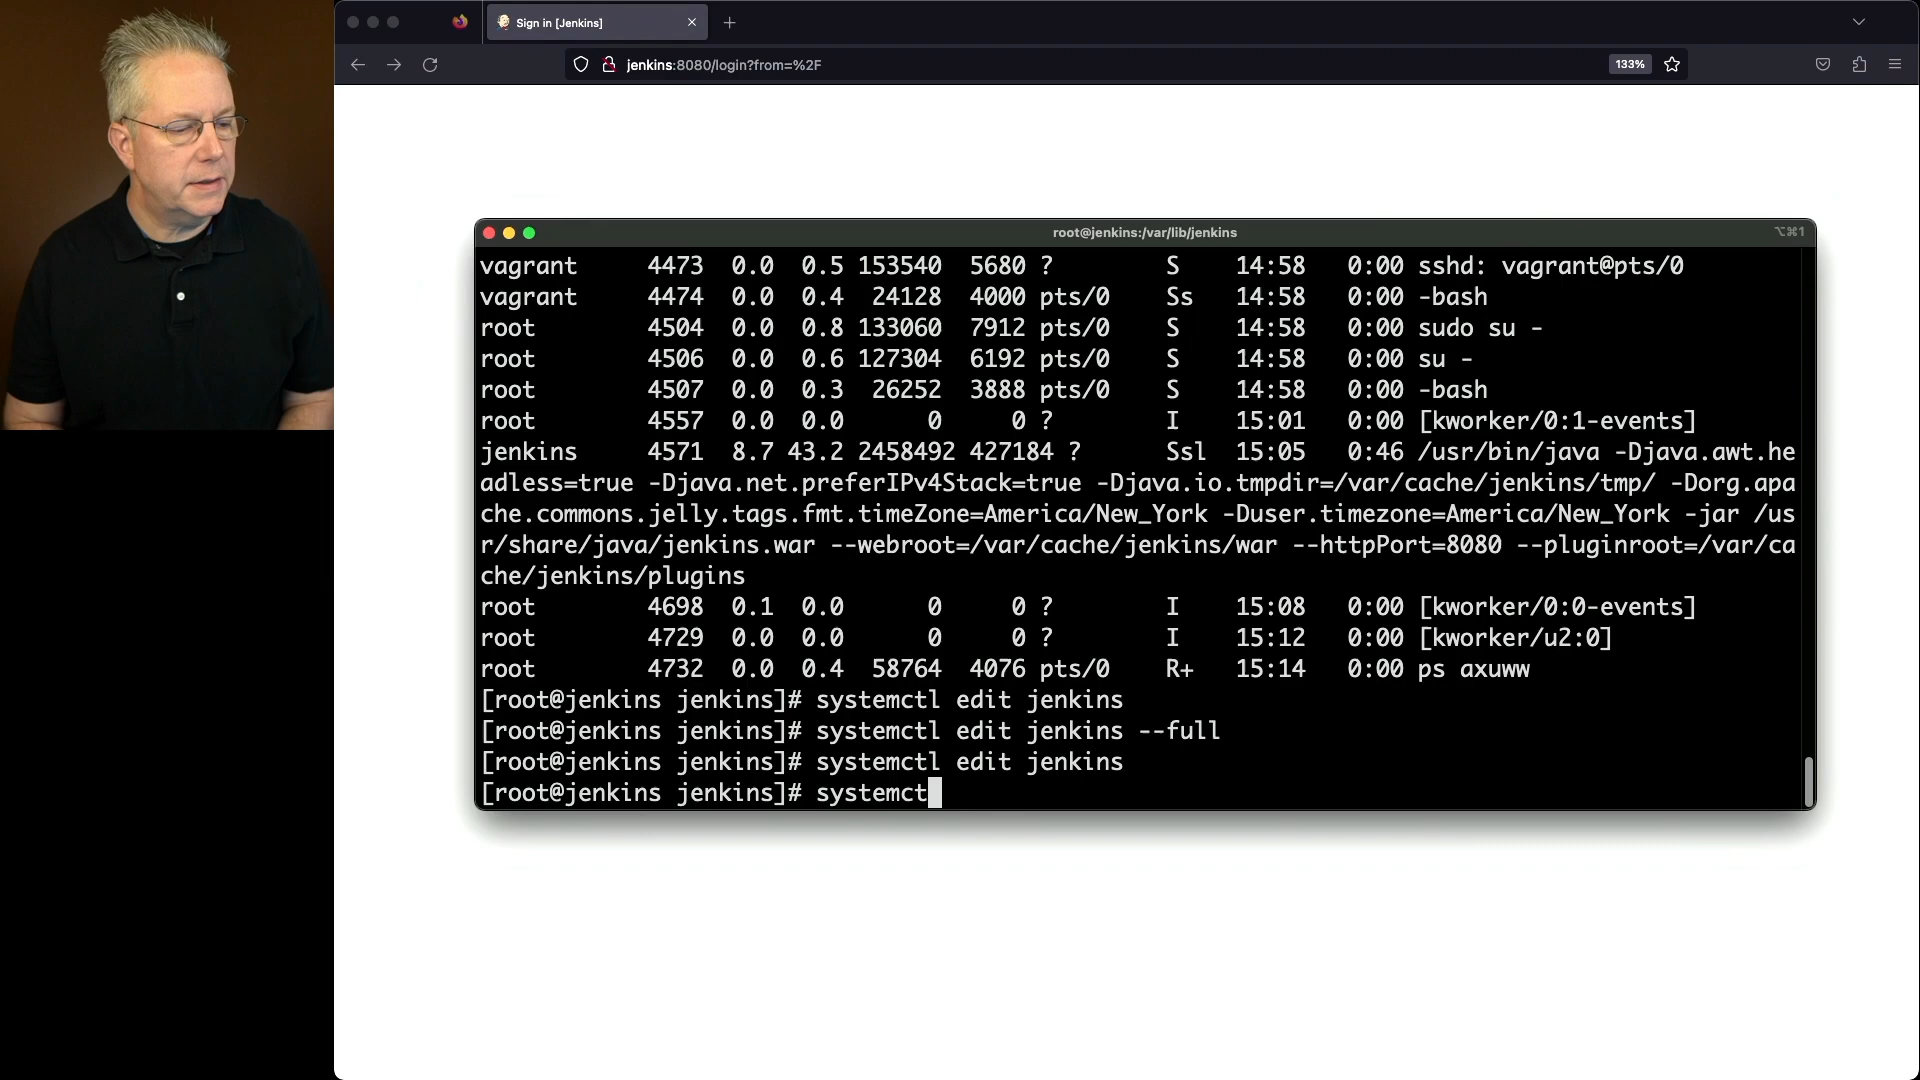 Sign in [Jenkins]
jenkins:8080/login?from=%2F
133%
root@jenkins:/var/lib/jenkins
⌥⌘1
vagrant 4473 0.0 0.5 153540 5680 ? S 14:58 0:00 sshd: vagrant@pts/0
vagrant 4474 0.0 0.4 24128 4000 pts/0 Ss 14:58 0:00 -bash
root 4504 0.0 0.8 133060 7912 pts/0 S 14:58 0:00 sudo su -
root 4506 0.0 0.6 127304 6192 pts/0 S 14:58 0:00 su -
root 4507 0.0 0.3 26252 3888 pts/0 S 14:58 0:00 -bash
root 4557 0.0 0.0 0 0 ? I 15:01 0:00 [kworker/0:1-events]
jenkins 4571 8.7 43.2 2458492 427184 ? Ssl 15:05 0:46 /usr/bin/java -Djava.awt.he
adless=true -Djava.net.preferIPv4Stack=true -Djava.io.tmpdir=/var/cache/jenkins/tmp/ -Dorg.apa
che.commons.jelly.tags.fmt.timeZone=America/New_York -Duser.timezone=America/New_York -jar /us
r/share/java/jenkins.war --webroot=/var/cache/jenkins/war --httpPort=8080 --pluginroot=/var/ca
che/jenkins/plugins
root 4698 0.1 0.0 0 0 ? I 15:08 0:00 [kworker/0:0-events]
root 4729 0.0 0.0 0 0 ? I 15:12 0:00 [kworker/u2:0]
root 4732 0.0 0.4 58764 4076 pts/0 R+ 15:14 0:00 ps axuww
[root@jenkins jenkins]# systemctl edit jenkins
[root@jenkins jenkins]# systemctl edit jenkins --full
[root@jenkins jenkins]# systemctl edit jenkins
[root@jenkins jenkins]# systemct